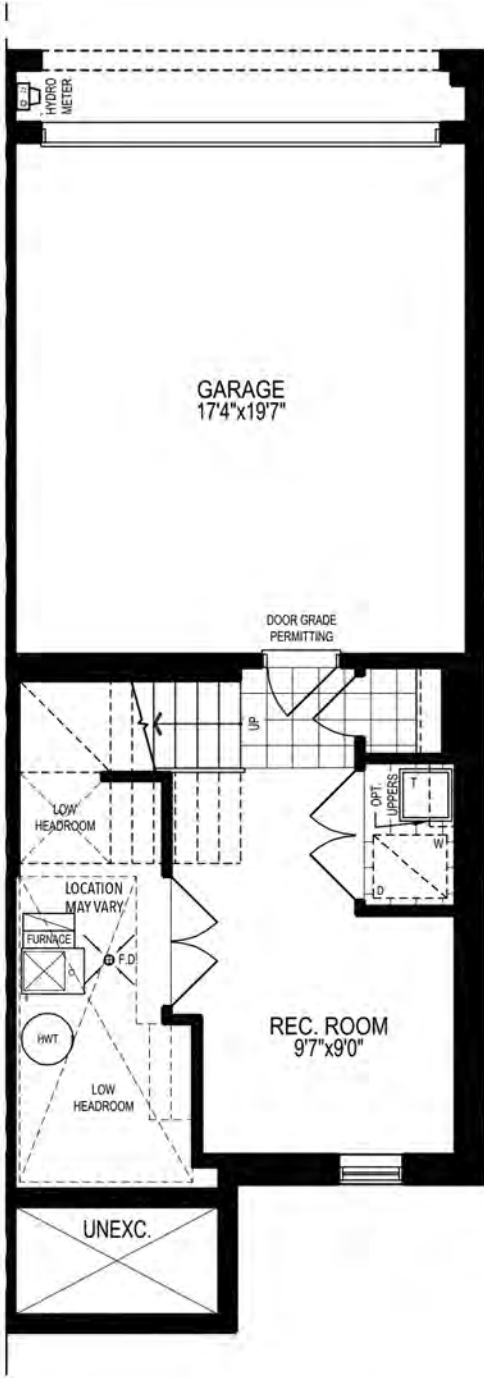 HYDRO
METER
GARAGE
17'4"x19'7"
DOOR GRADE
PERMITTING
UP
LOW
HEADROOM
OPT.
UPPERS
T
W
D
LOCATION
MAY VARY
FURNACE
F.D
HWT
REC. ROOM
9'7"x9'0"
LOW
HEADROOM
UNEXC.